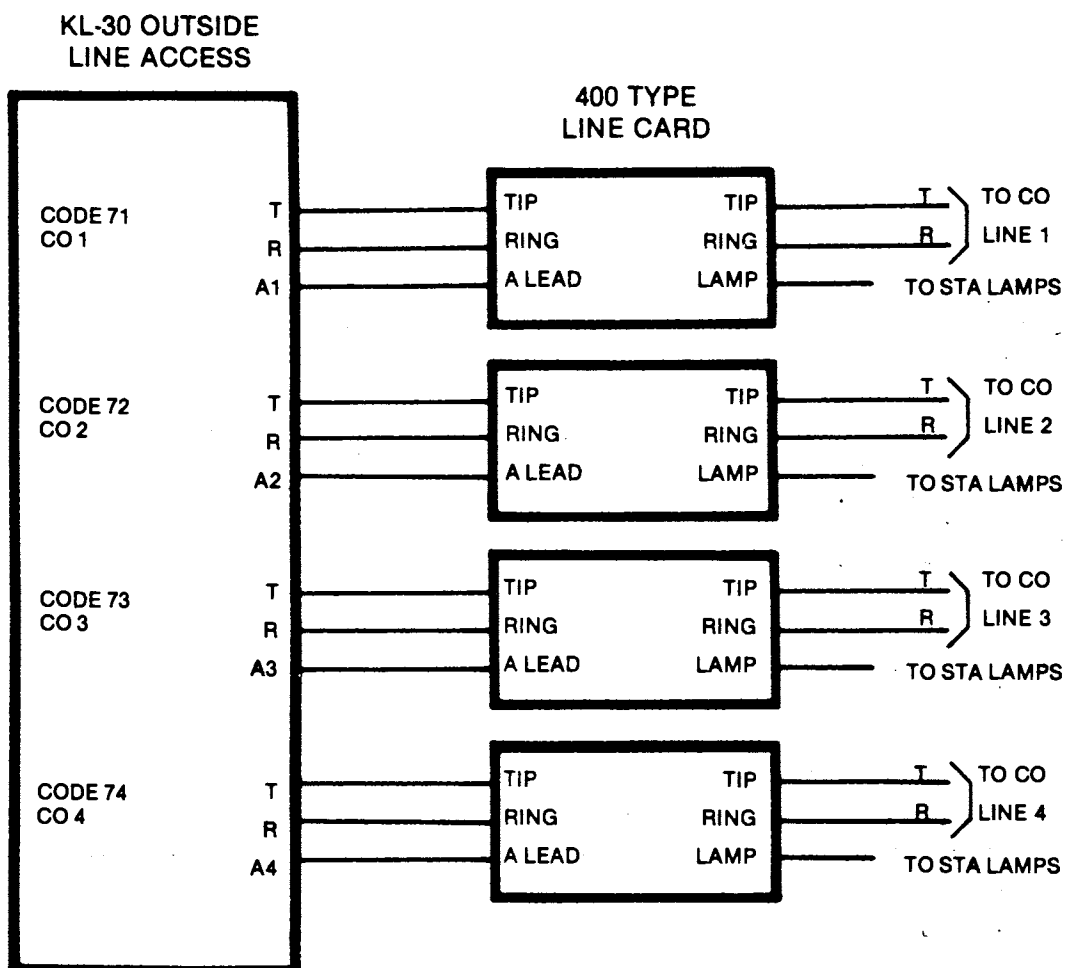 KL-30 OUTSIDE
LINE ACCESS
400 TYPE
LINE CARD
CODE 71
CO 1
T
R
A1
TIP
RING
A LEAD
TIP
RING
LAMP
T
R
TO CO
LINE 1
TO STA LAMPS
CODE 72
CO 2
T
R
A2
TIP
RING
A LEAD
TIP
RING
LAMP
T
R
TO CO
LINE 2
TO STA LAMPS
CODE 73
CO 3
T
R
A3
TIP
RING
A LEAD
TIP
RING
LAMP
T
R
TO CO
LINE 3
TO STA LAMPS
CODE 74
CO 4
T
R
A4
TIP
RING
A LEAD
TIP
RING
LAMP
T
R
TO CO
LINE 4
TO STA LAMPS